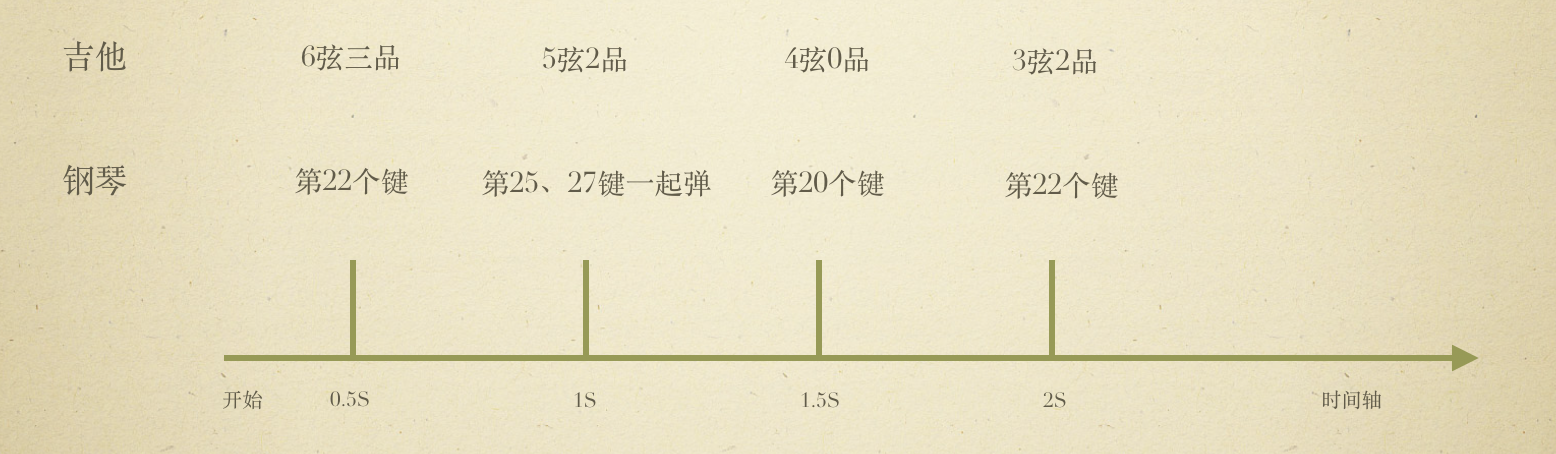 吉他 6弦三品 5弦2品 4弦0品 3弦2品
钢琴 第22个键 第25、27键一起弹 第20个键 第22个键
开始 0.5S 1S 1.5S 2S 时间轴